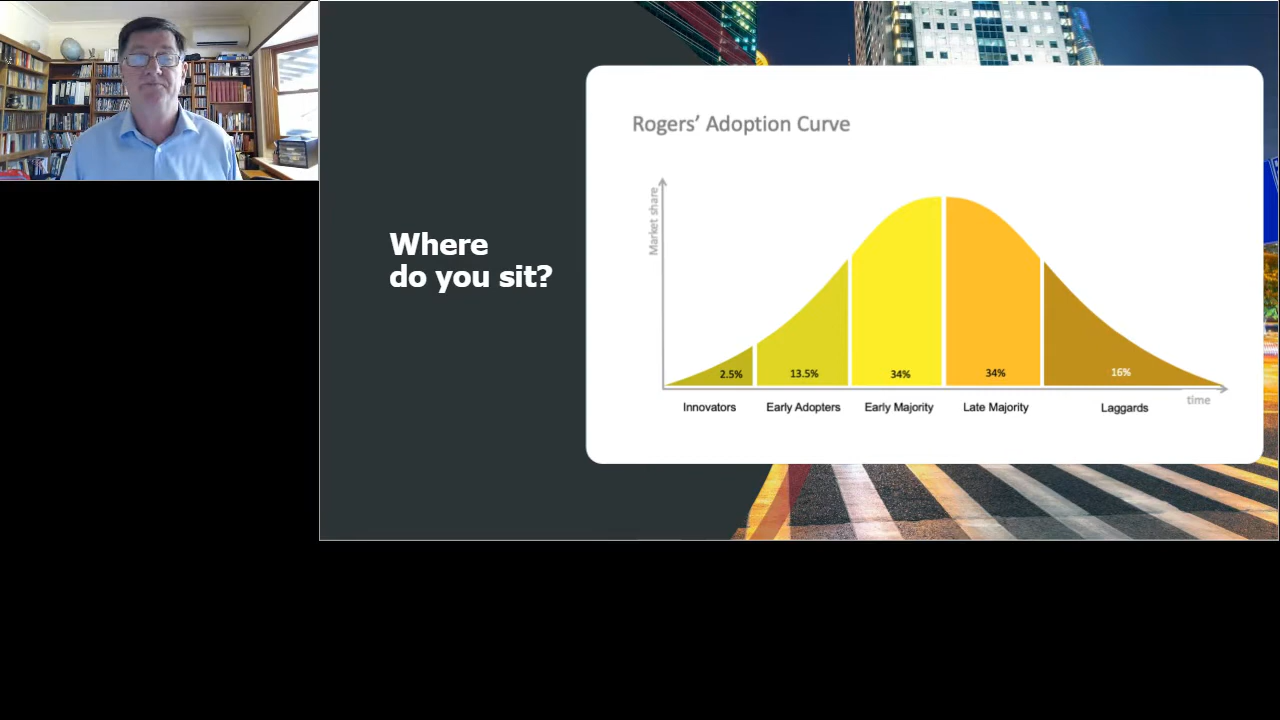 Where
do you sit?
Rogers’ Adoption Curve
Market share
2.5%
13.5%
34%
34%
16%
Innovators
Early Adopters
Early Majority
Late Majority
Laggards
time